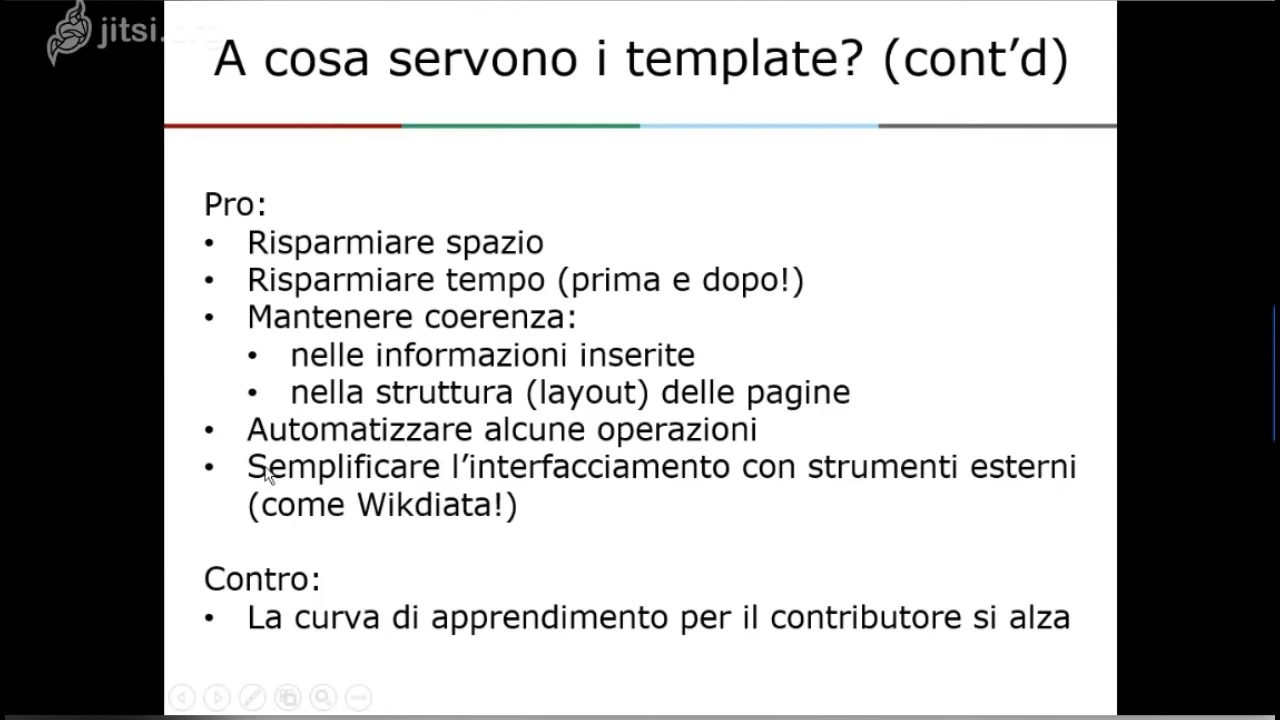 jitsi.org
A cosa servono i template? (cont’d)
Pro:
• Risparmiare spazio
• Risparmiare tempo (prima e dopo!)
• Mantenere coerenza:
• nelle informazioni inserite
• nella struttura (layout) delle pagine
• Automatizzare alcune operazioni
• Semplificare l’interfacciamento con strumenti esterni
(come Wikdiata!)
Contro:
• La curva di apprendimento per il contributore si alza